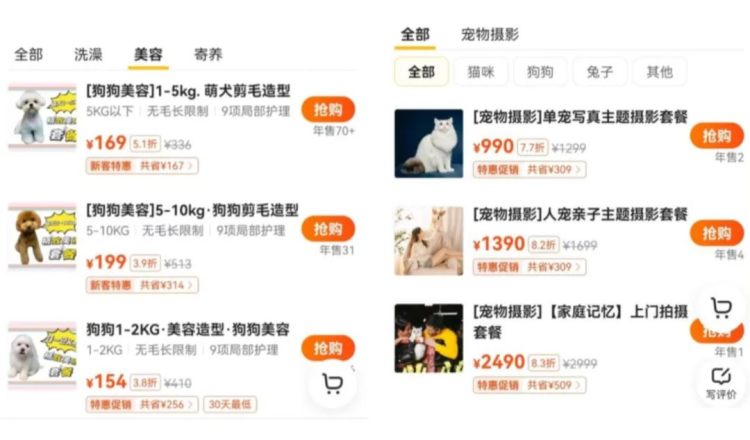 全部 洗澡 美容 寄养
[狗狗美容]1-5kg. 萌犬剪毛造型
5KG以下 无毛长限制 9项局部护理
抢购
¥169 5.1折 ¥336
年售70+
新客特惠 共省¥167 >
[狗狗美容]5-10kg·狗狗剪毛造型
5-10KG 无毛长限制 9项局部护理
抢购
¥199 3.9折 ¥513
年售31
新客特惠 共省¥314 >
狗狗1-2KG·美容造型·狗狗美容
1-2KG 无毛长限制 9项局部护理
抢购
¥154 3.8折 ¥410
特惠促销 共省¥256 > 30天最低
全部 宠物摄影
全部 猫咪 狗狗 兔子 其他
[宠物摄影]单宠写真主题摄影套餐
¥990 7.7折 ¥1299
抢购
年售2
特惠促销 共省¥309 >
[宠物摄影]人宠亲子主题摄影套餐
¥1390 8.2折 ¥1699
抢购
年售4
特惠促销 共省¥309 >
[宠物摄影]【家庭记忆】上门拍摄
套餐
抢购
¥2490 8.3折 ¥2999
年售1
特惠促销 共省¥509 >
写评价